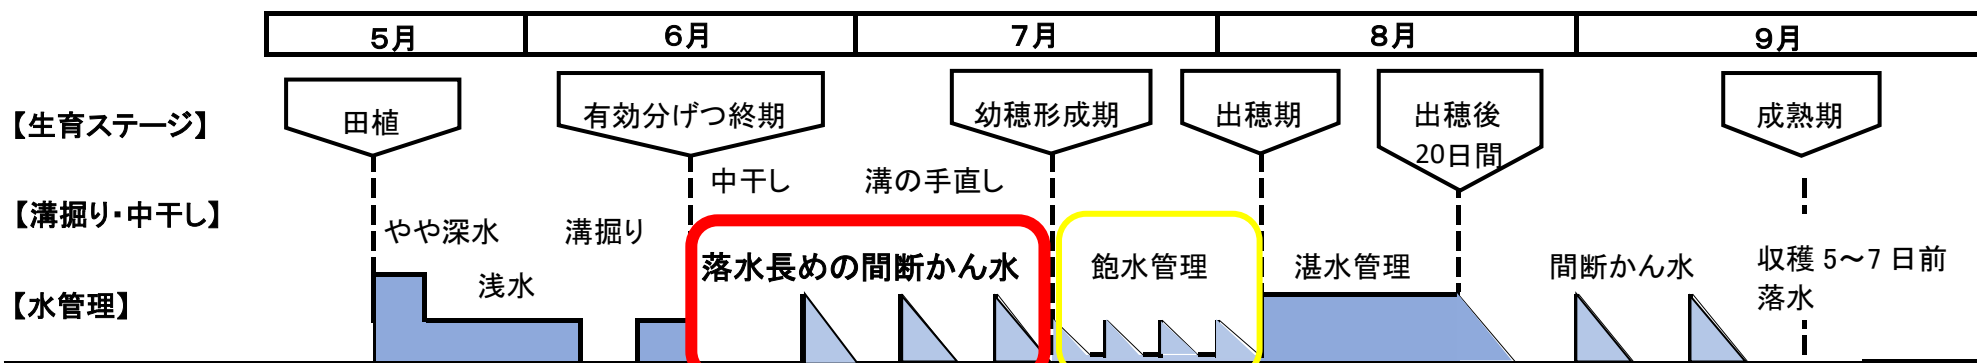 5月 6月 7月 8月 9月
【生育ステージ】
田植
有効分げつ終期
幼穂形成期
出穂期
出穂後
20日間
成熟期
【溝掘り・中干し】
中干し
溝の手直し
やや深水
溝掘り
【水管理】
浅水
落水長めの間断かん水
飽水管理
湛水管理
間断かん水
収穫 5～7 日前
落水